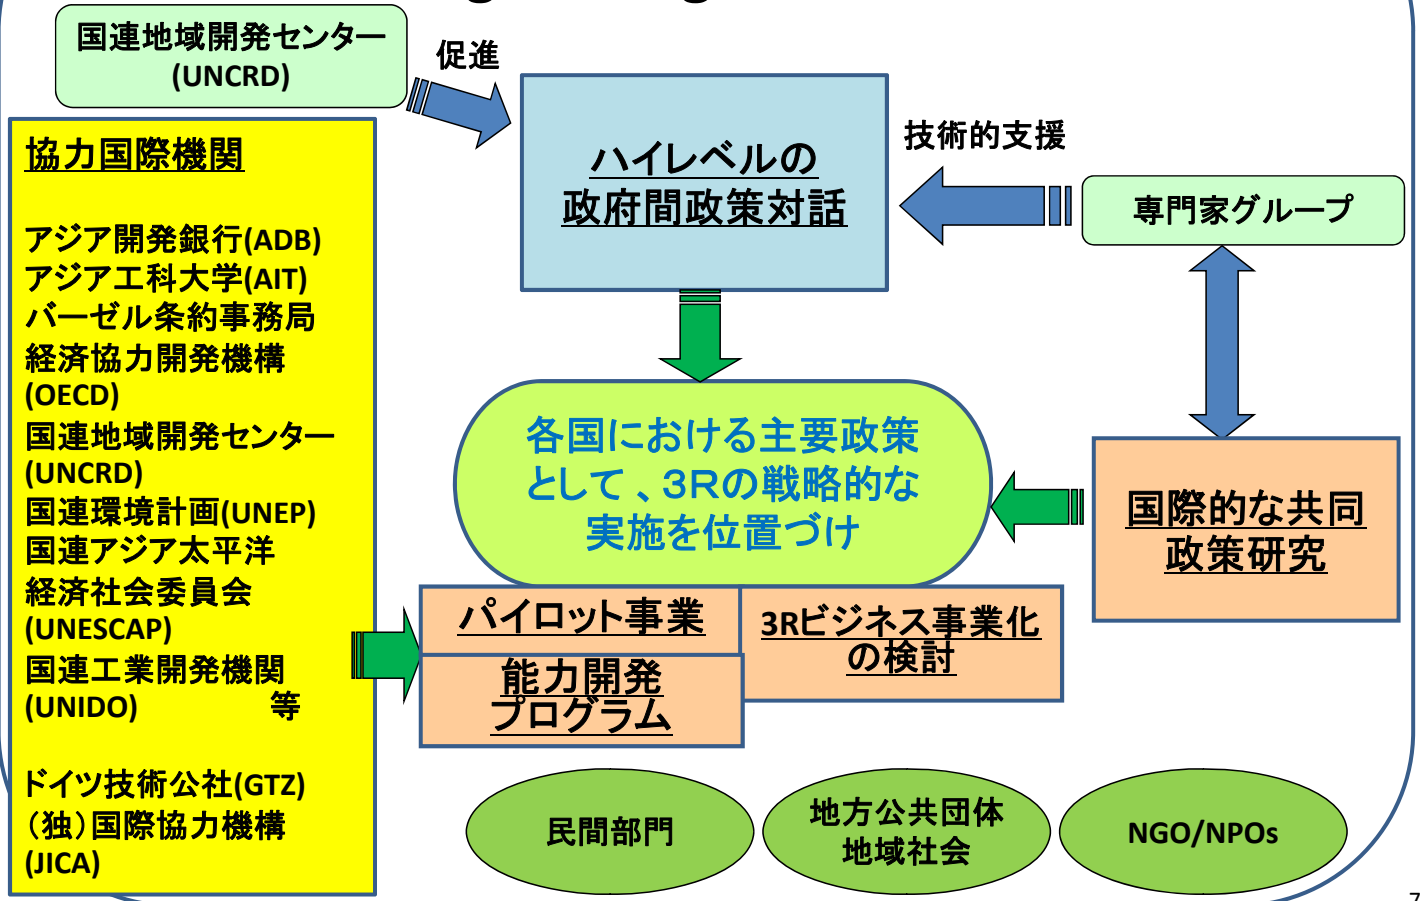 国連地域開発センター
(UNCRD)
促進
ハイレベルの
政府間政策対話
技術的支援
専門家グループ
協力国際機関
アジア開発銀行(ADB)
アジア工科大学(AIT)
バーゼル条約事務局
経済協力開発機構
(OECD)
国連地域開発センター
(UNCRD)
国連環境計画(UNEP)
国連アジア太平洋
経済社会委員会
(UNESCAP)
国連工業開発機関
(UNIDO) 等
ドイツ技術公社(GTZ)
（独）国際協力機構
(JICA)
各国における主要政策
として、3Rの戦略的な
実施を位置づけ
国際的な共同
政策研究
パイロット事業
能力開発
プログラム
3Rビジネス事業化
の検討
民間部門
地方公共団体
地域社会
NGO/NPOs
7